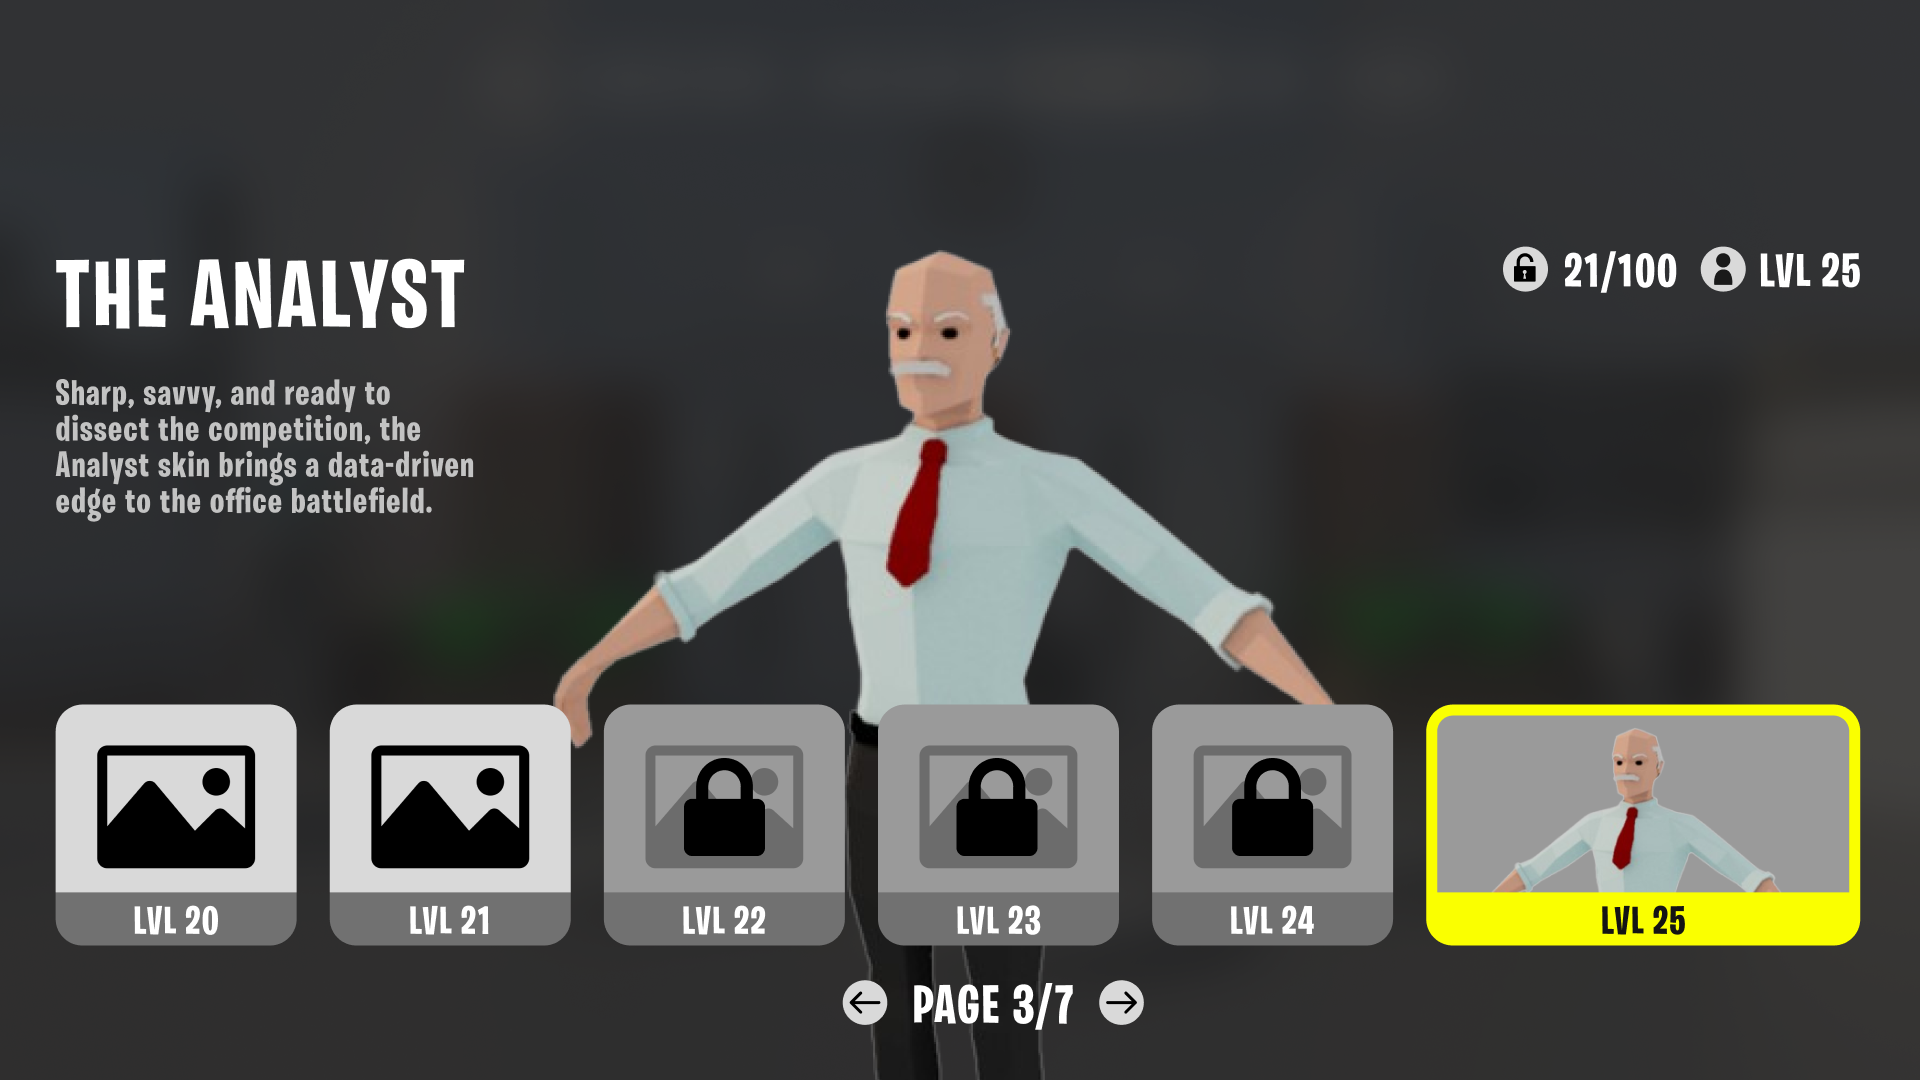 THE ANALYST
21/100
LVL 25
Sharp, savvy, and ready to
dissect the competition, the
Analyst skin brings a data-driven
edge to the office battlefield.
LVL 20
LVL 21
LVL 22
LVL 23
LVL 24
LVL 25
PAGE 3/7